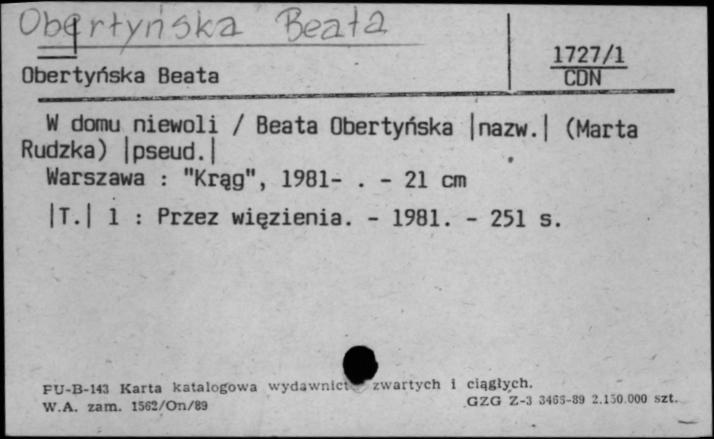 Obertyńska Beata
1727/1
Obertyńska Beata
CDN
W domu niewoli / Beata Obertyńska |nazw.| (Marta
Rudzka) |pseud.|
Warszawa : "Krąg", 1981- . - 21 cm
|T.| 1 : Przez więzienia. - 1981. - 251 s.
FU-B-143 Karta katalogowa wydawnictw zwartych i ciągłych.
W.A. zam. 1562/On/89
GZG Z-3 3465-89 2.150.000 szt.